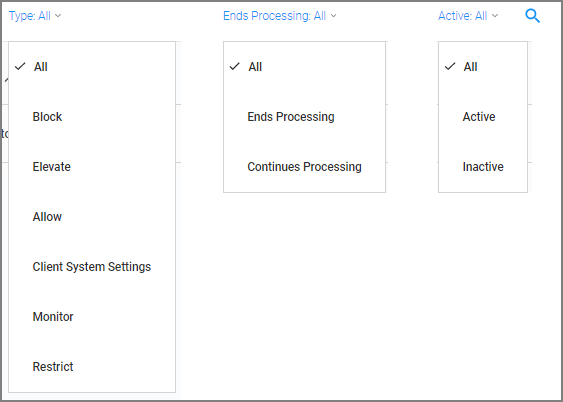 Type: All
Ends Processing: All
Active: All
All
Block
Elevate
Allow
Client System Settings
Monitor
Restrict
All
Ends Processing
Continues Processing
All
Active
Inactive